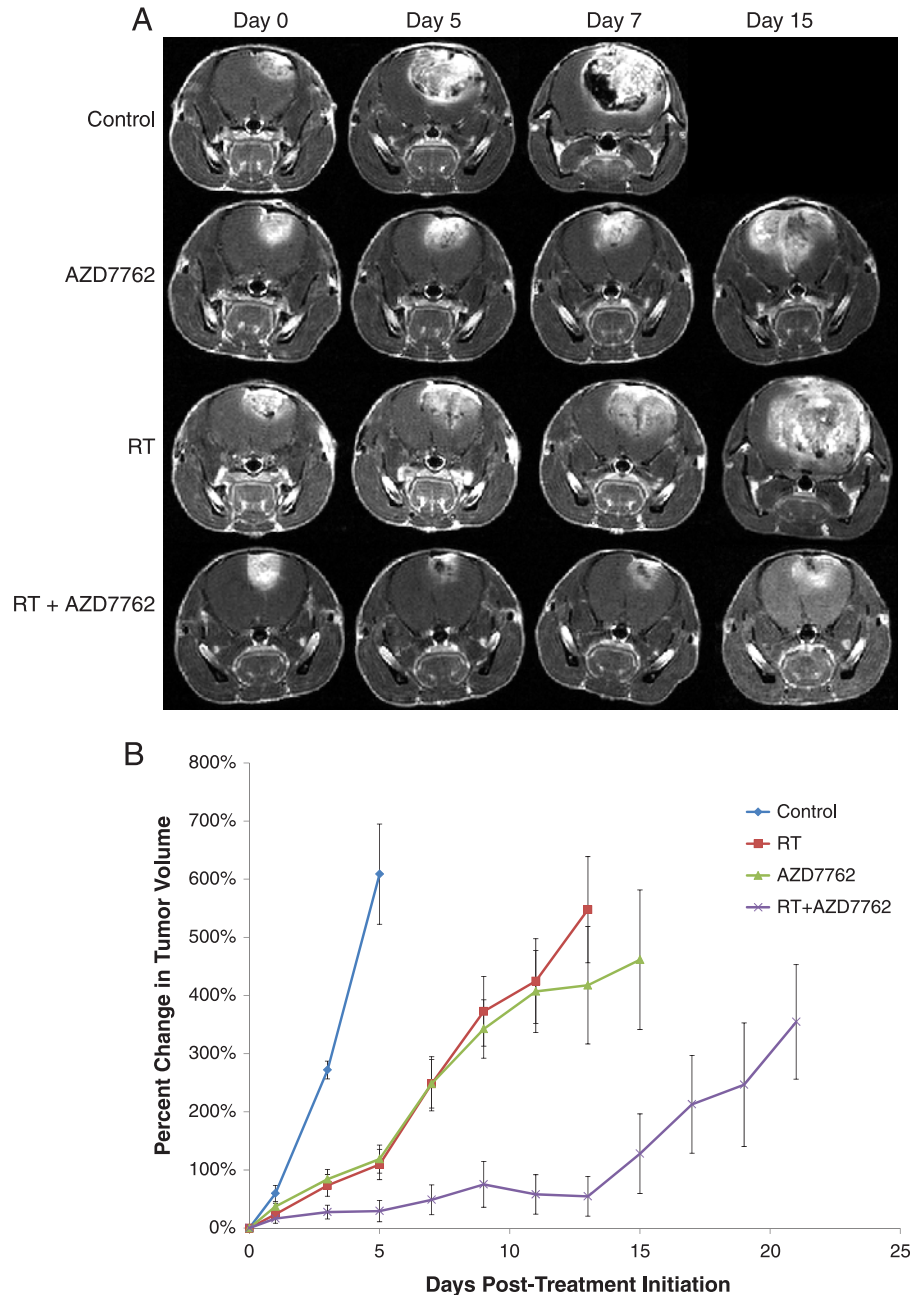 A
Day 0 Day 5 Day 7 Day 15
Control
AZD7762
RT
RT + AZD7762
B
800%
700%
600%
500%
400%
300%
200%
100%
0%
Percent Change in Tumor Volume
Control
RT
AZD7762
RT+AZD7762
0 5 10 15 20 25
Days Post-Treatment Initiation